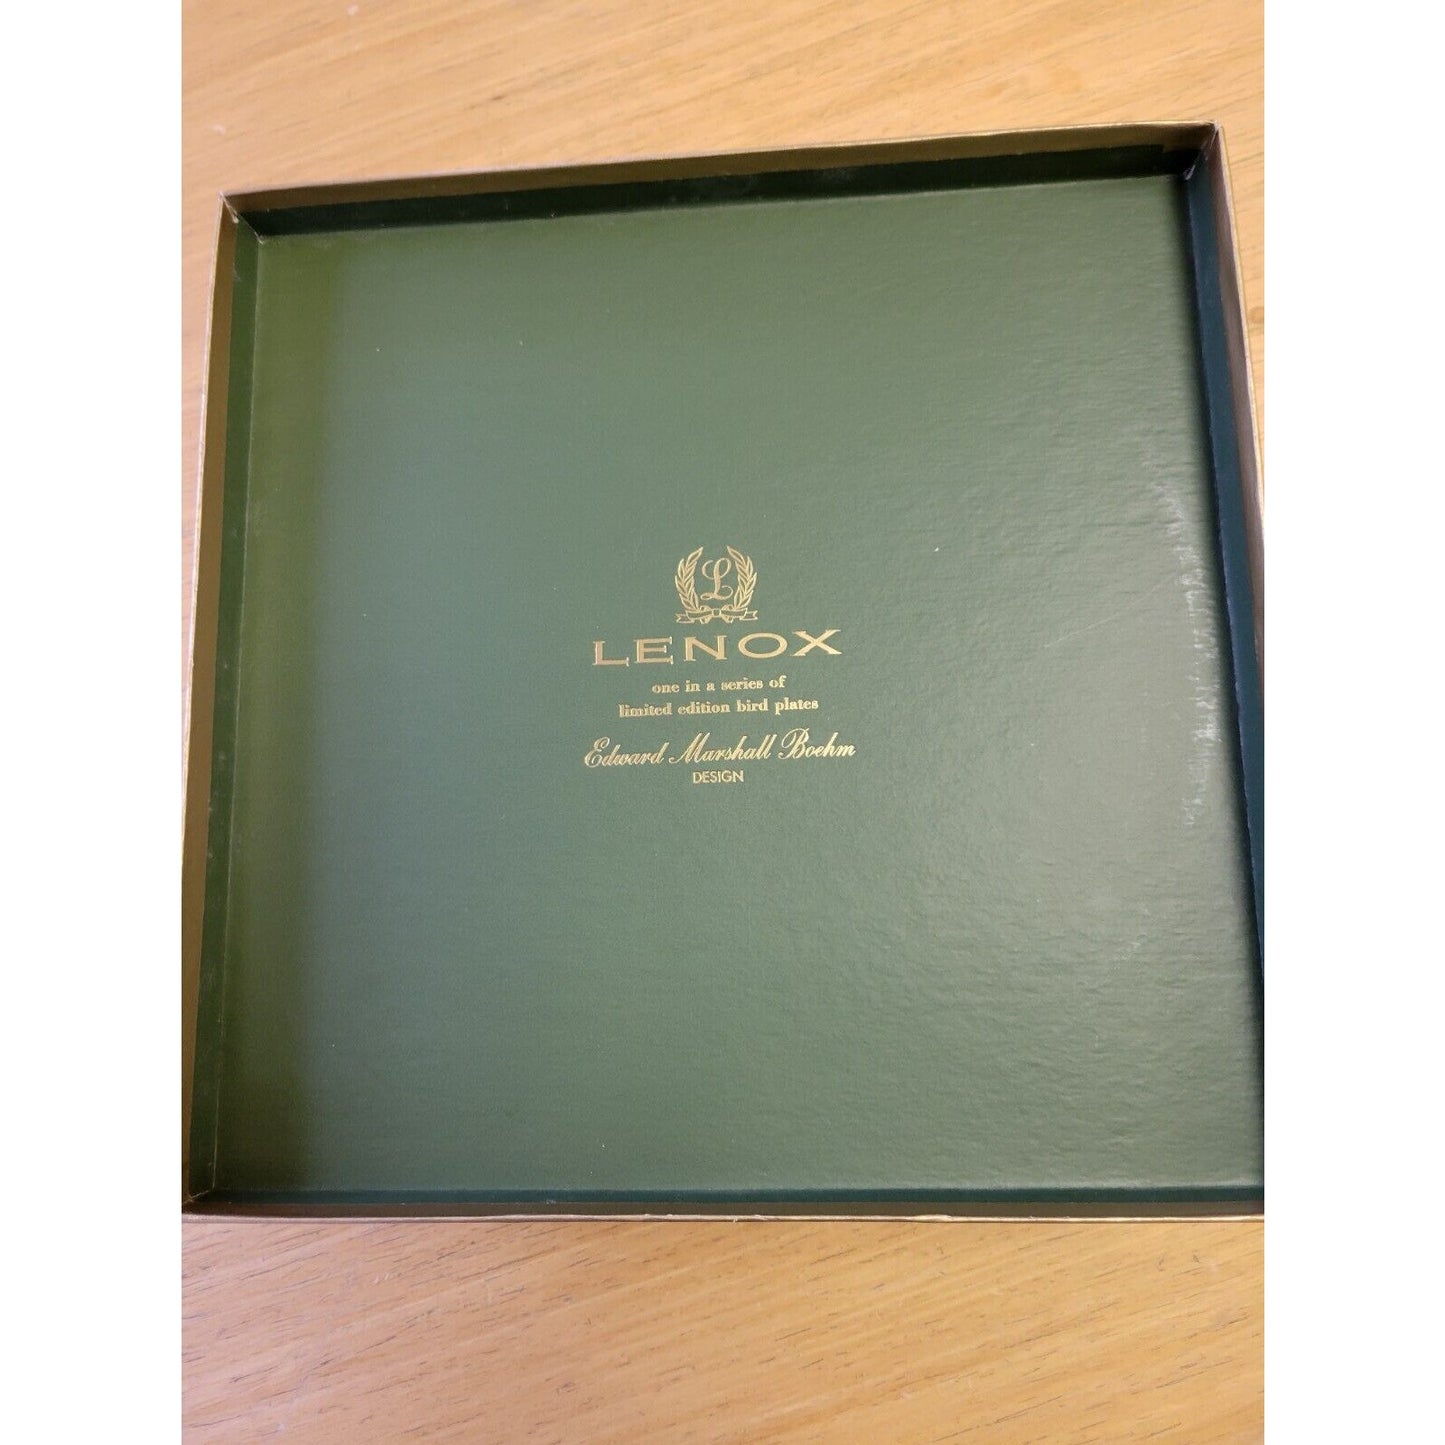 L
LENOX
one in a series of
limited edition bird plates
Edward Marshall Boehm
DESIGN